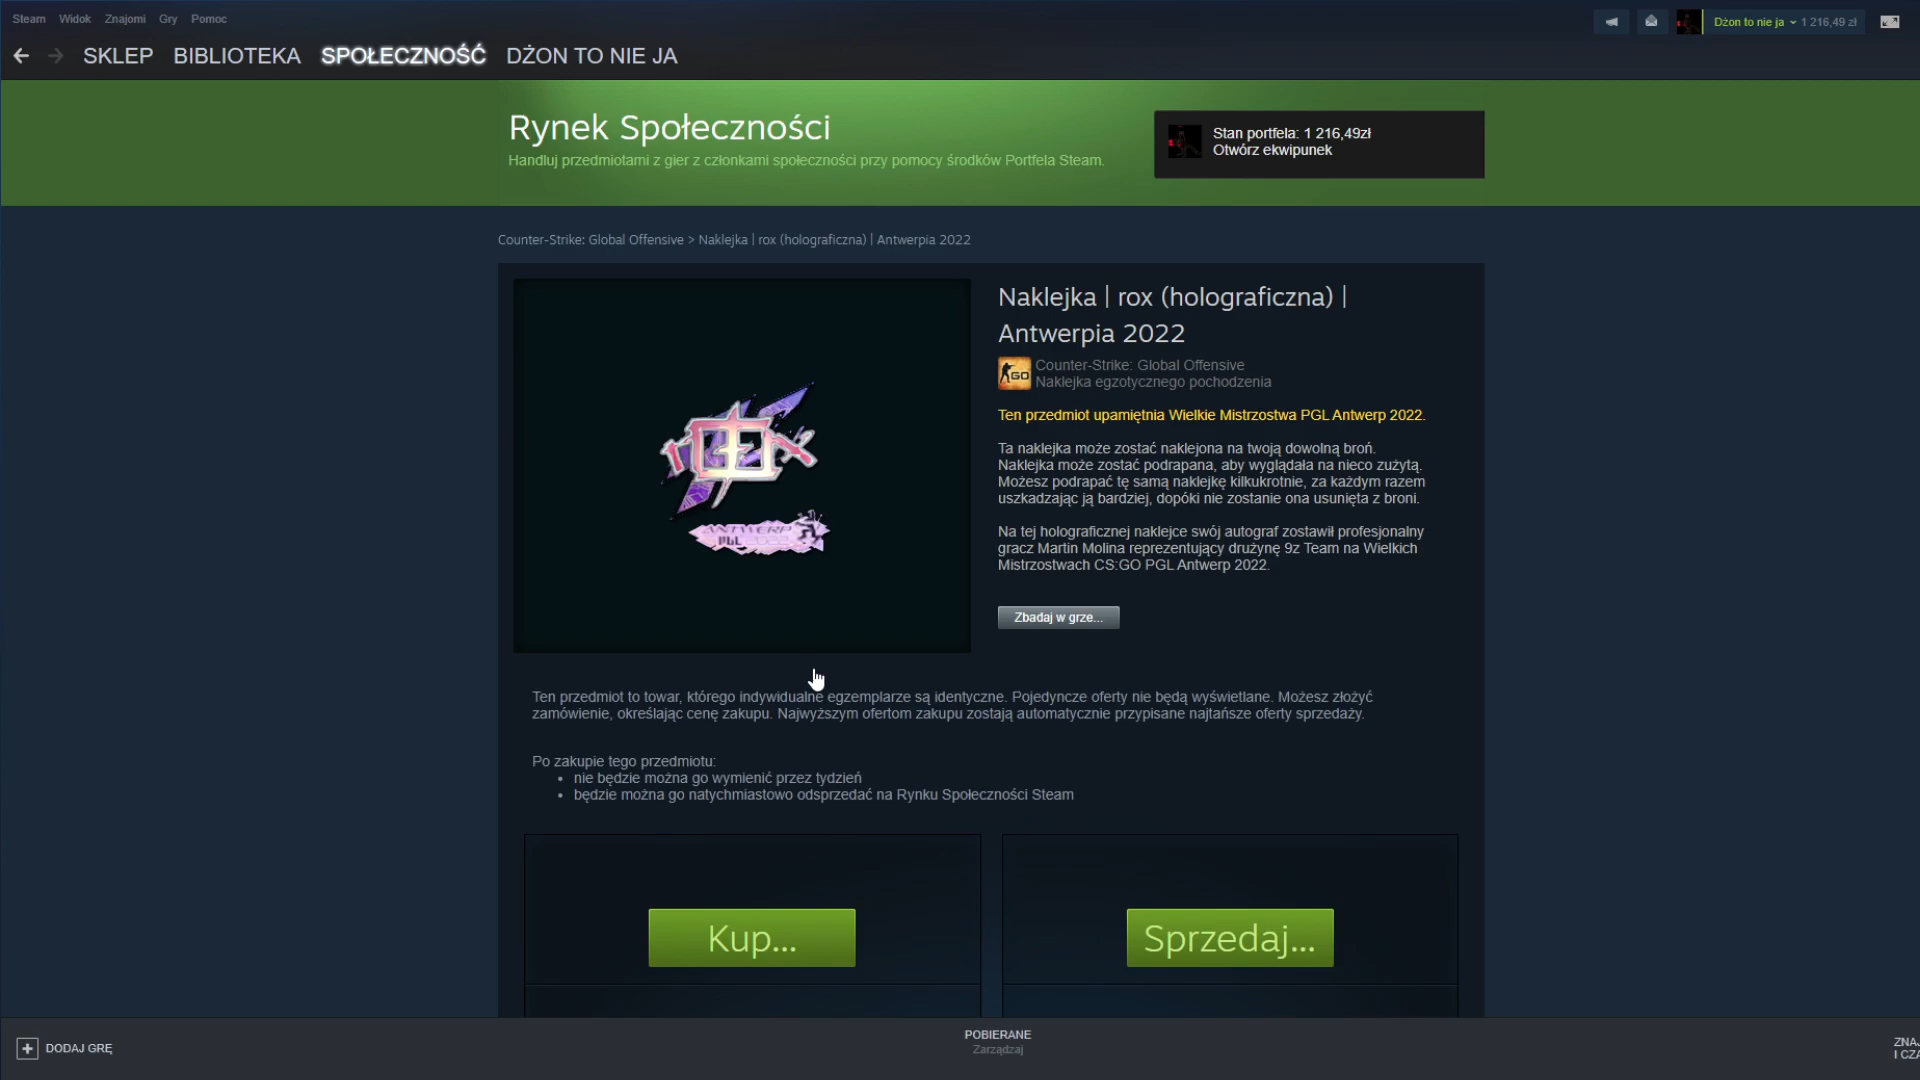 Steam Widok Znajomi Gry Pomoc
Dżon to nie ja 1 216,49 zł
SKLEP BIBLIOTEKA SPOŁECZNOŚĆ DŻON TO NIE JA
Rynek Społeczności
Handluj przedmiotami z gier z członkami społeczności przy pomocy środków Portfela Steam.
Stan portfela: 1 216,49zł
Otwórz ekwipunek
Counter-Strike: Global Offensive > Naklejka | rox (holograficzna) | Antwerpia 2022
rox
ANTWERP
PGL 2022
Naklejka | rox (holograficzna) |
Antwerpia 2022
GO
Counter-Strike: Global Offensive
Naklejka egzotycznego pochodzenia
Ten przedmiot upamiętnia Wielkie Mistrzostwa PGL Antwerp 2022.
Ta naklejka może zostać naklejona na twoją dowolną broń.
Naklejka może zostać podrapana, aby wyglądała na nieco zużytą.
Możesz podrapać tę samą naklejkę kilkukrotnie, za każdym razem
uszkadzając ją bardziej, dopóki nie zostanie ona usunięta z broni.
Na tej holograficznej naklejce swój autograf zostawił profesjonalny
gracz Martin Molina reprezentujący drużynę 9z Team na Wielkich
Mistrzostwach CS:GO PGL Antwerp 2022.
Zbadaj w grze...
Ten przedmiot to towar, którego indywidualne egzemplarze są identyczne. Pojedyncze oferty nie będą wyświetlane. Możesz złożyć
zamówienie, określając cenę zakupu. Najwyższym ofertom zakupu zostają automatycznie przypisane najtańsze oferty sprzedaży.
Po zakupie tego przedmiotu:
• nie będzie można go wymienić przez tydzień
• będzie można go natychmiastowo odsprzedać na Rynku Społeczności Steam
Kup...
Sprzedaj...
DODAJ GRĘ
POBIERANE
Zarządzaj
ZNAJ
I CZA